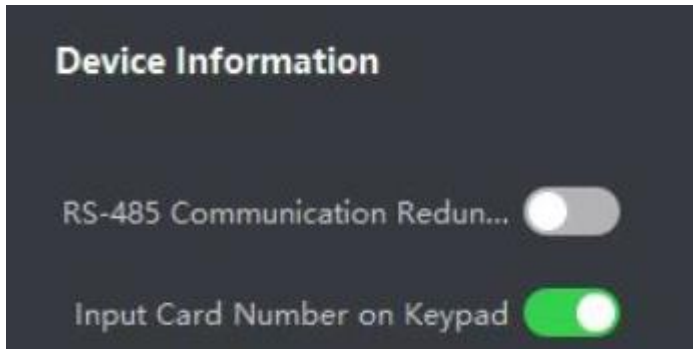 Device Information
RS-485 Communication Redun...
Input Card Number on Keypad